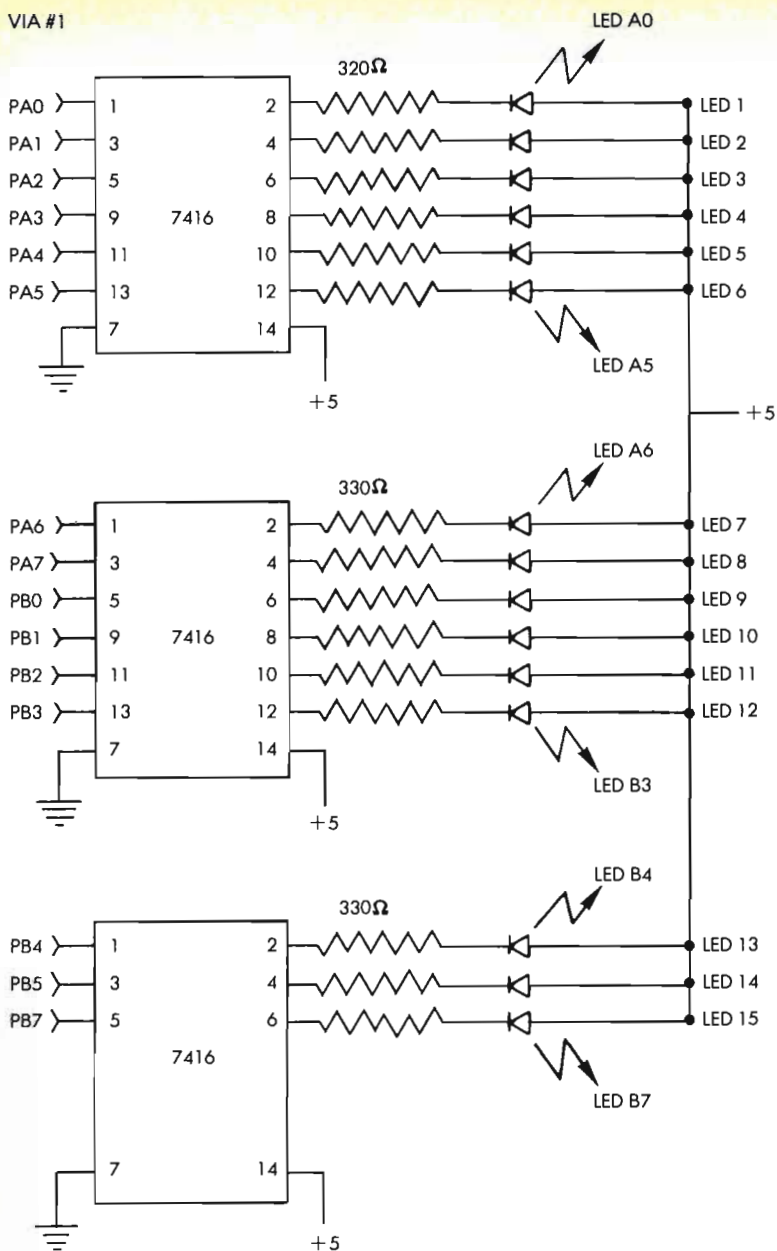 VIA #1
LED A0
320Ω
PA0 1 2 LED 1
PA1 3 4 LED 2
PA2 5 6 LED 3
PA3 9 7416 8 LED 4
PA4 11 10 LED 5
PA5 13 12 LED 6
7 14
LED A5
+5
+5
LED A6
330Ω
PA6 1 2 LED 7
PA7 3 4 LED 8
PB0 5 6 LED 9
PB1 9 7416 8 LED 10
PB2 11 10 LED 11
PB3 13 12 LED 12
7 14
LED B3
+5
LED B4
330Ω
PB4 1 2 LED 13
PB5 3 4 LED 14
PB7 5 6 LED 15
7416
LED B7
7 14
+5